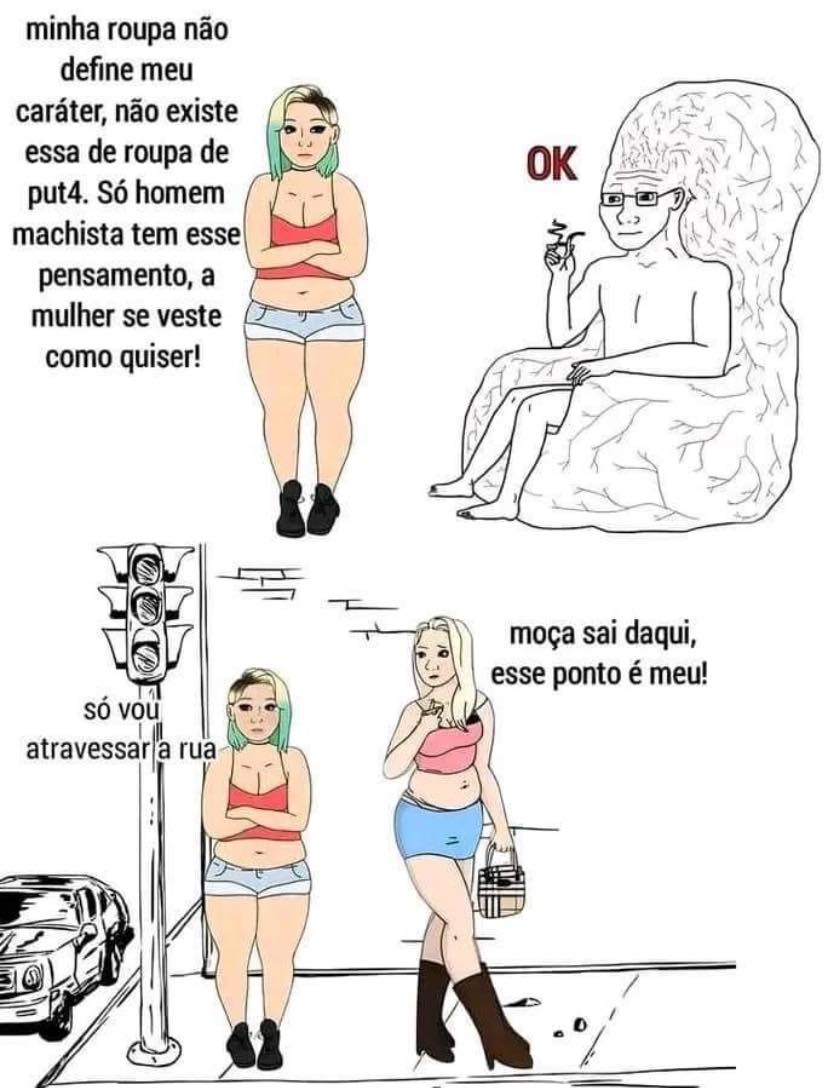 minha roupa não
define meu
caráter, não existe
essa de roupa de
put4. Só homem
machista tem esse
pensamento, a
mulher se veste
como quiser!
OK
moça sai daqui,
esse ponto é meu!
só vou
atravessar a rua